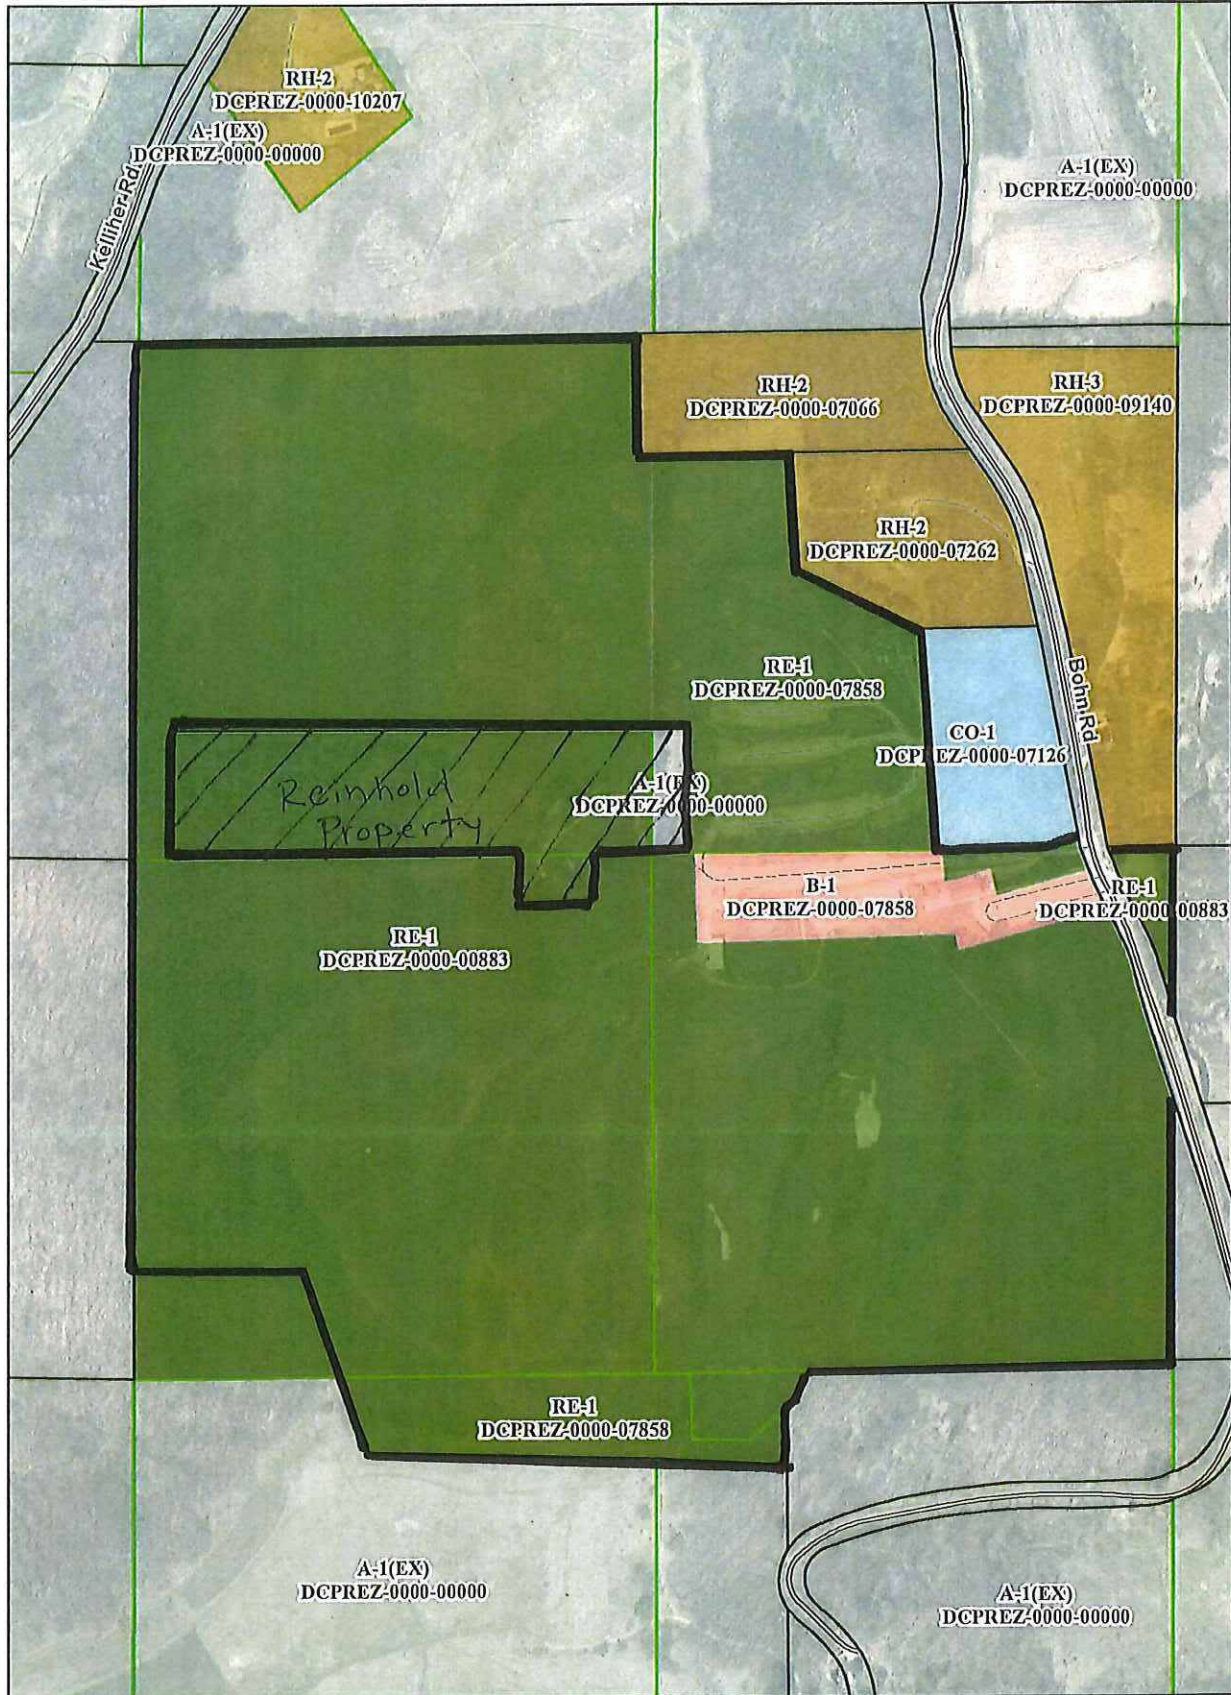 RH-2
DCPREZ-0000-10207
A-1(EX)
DCPREZ-0000-00000
Kelliher Rd
A-1(EX)
DCPREZ-0000-00000
RH-2
DCPREZ-0000-07066
RH-3
DCPREZ-0000-09140
RH-2
DCPREZ-0000-07262
RE-1
DCPREZ-0000-07858
Bohn Rd
CO-1
DCPREZ-0000-07126
Reinhold
Property
A-1(EX)
DCPREZ-0000-00000
B-1
DCPREZ-0000-07858
RE-1
DCPREZ-0000-00883
RE-1
DCPREZ-0000-00883
RE-1
DCPREZ-0000-07858
A-1(EX)
DCPREZ-0000-00000
A-1(EX)
DCPREZ-0000-00000